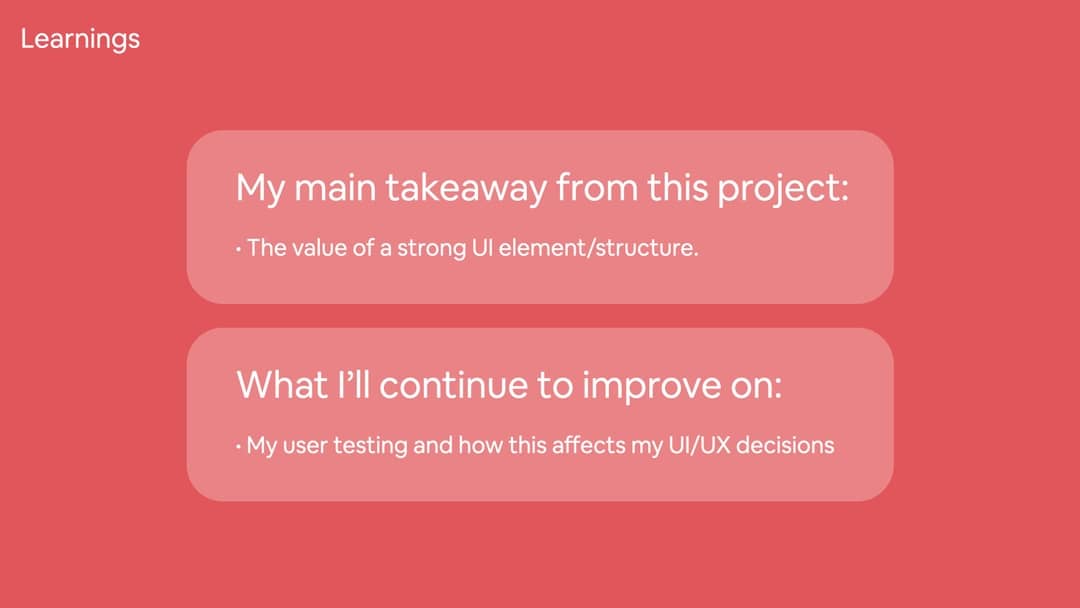 Learnings
My main takeaway from this project:
• The value of a strong UI element/structure.
What I’ll continue to improve on:
• My user testing and how this affects my UI/UX decisions